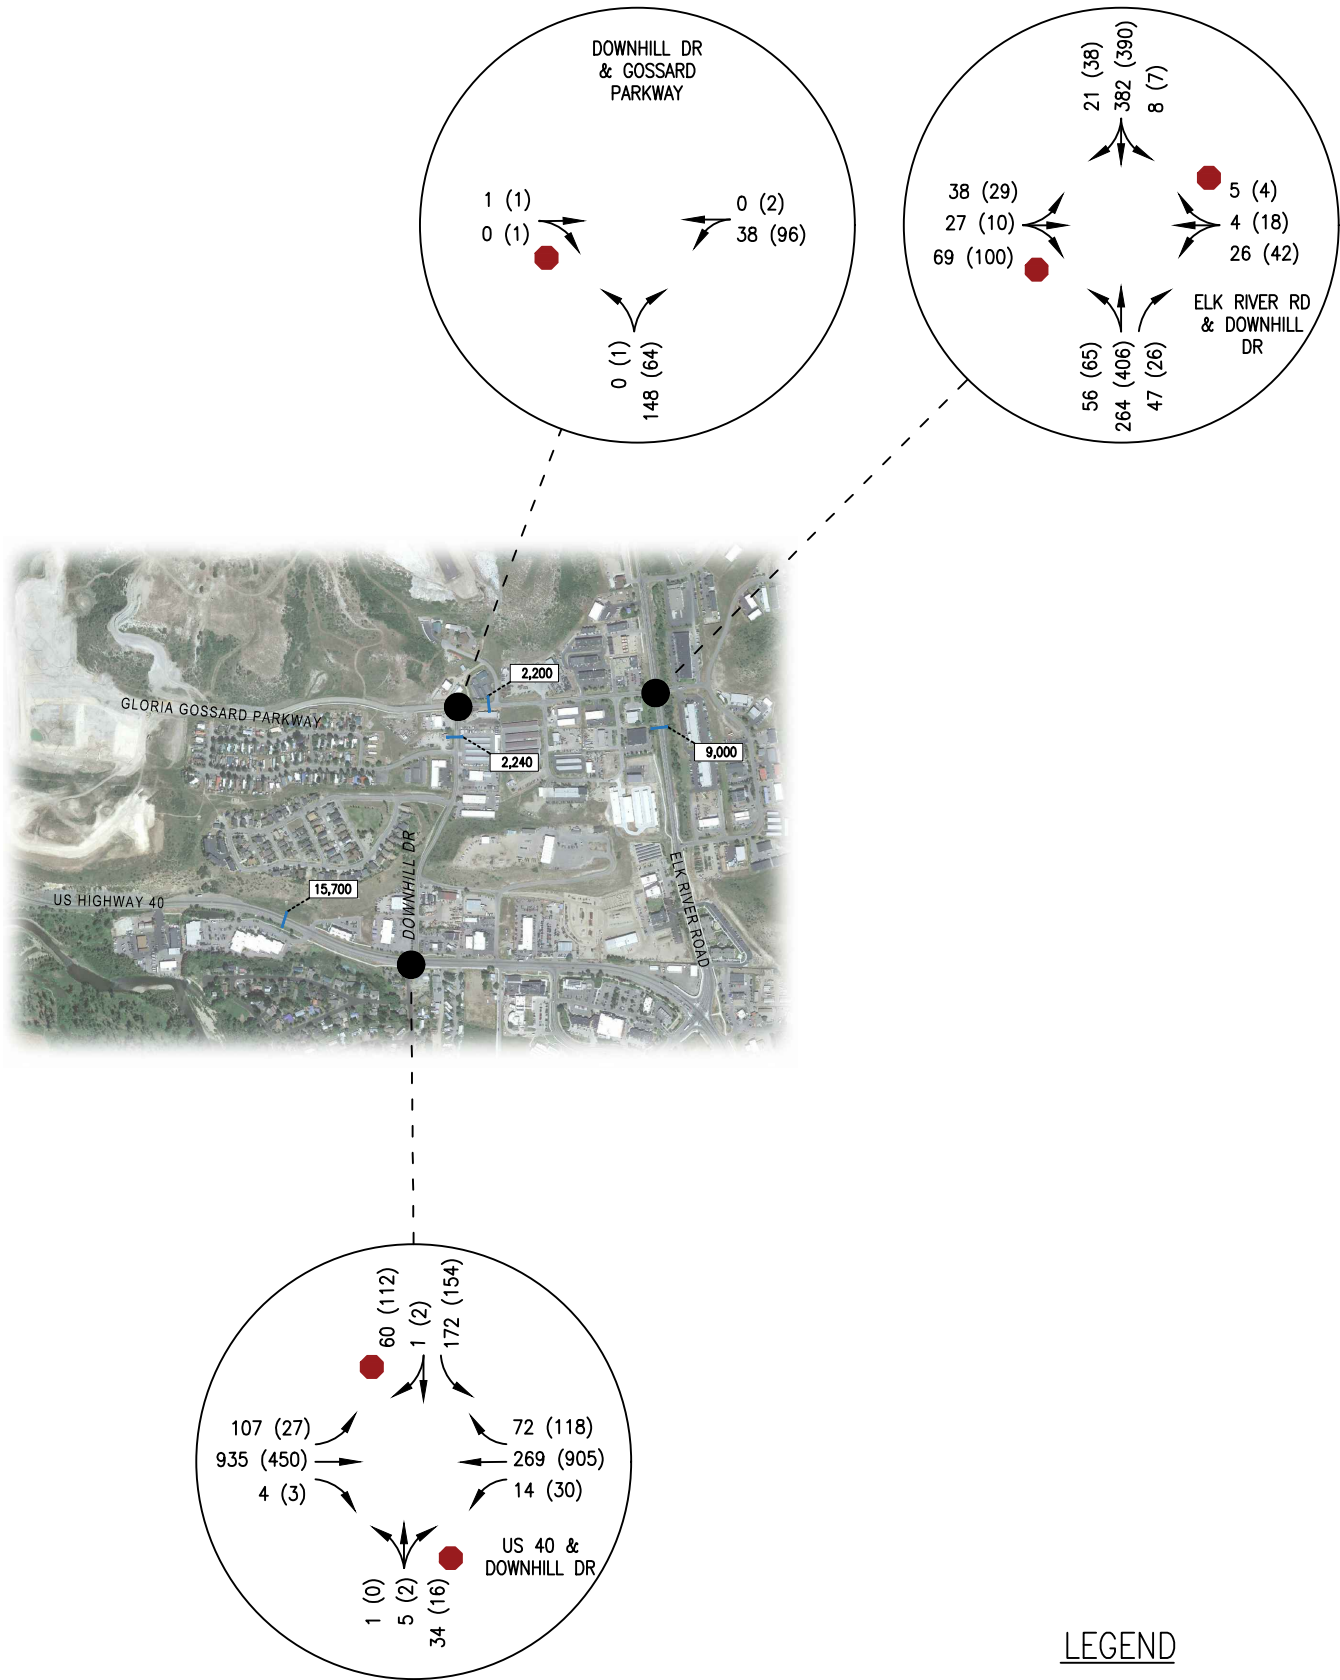 DOWNHILL DR
& GOSSARD
PARKWAY
1 (1)
0 (1)
0 (2)
38 (96)
0 (1)
148 (64)
21 (38)
382 (390)
8 (7)
38 (29)
27 (10)
69 (100)
5 (4)
4 (18)
26 (42)
ELK RIVER RD
& DOWNHILL
DR
56 (65)
264 (406)
47 (26)
2,200
GLORIA GOSSARD PARKWAY
2,240
9,000
DOWNHILL DR
ELK RIVER ROAD
15,700
US HIGHWAY 40
60 (112)
1 (2)
172 (154)
107 (27)
935 (450)
4 (3)
72 (118)
269 (905)
14 (30)
US 40 &
DOWNHILL DR
1 (0)
5 (2)
34 (16)
LEGEND